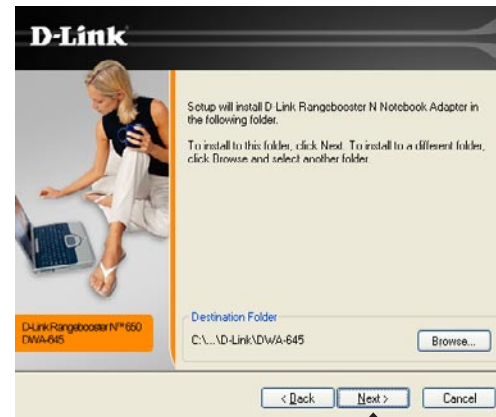 D-Link
Setup will install D-Link Rangebooster N Notebook Adapter in
the following folder.
To install to this folder, click Next. To install to a different folder,
click Browse and select another folder.
D-Link Rangebooster N™ 650
DWA-645
Destination Folder
C:\...\D-Link\DWA-645
Browse...
< Back
Next >
Cancel